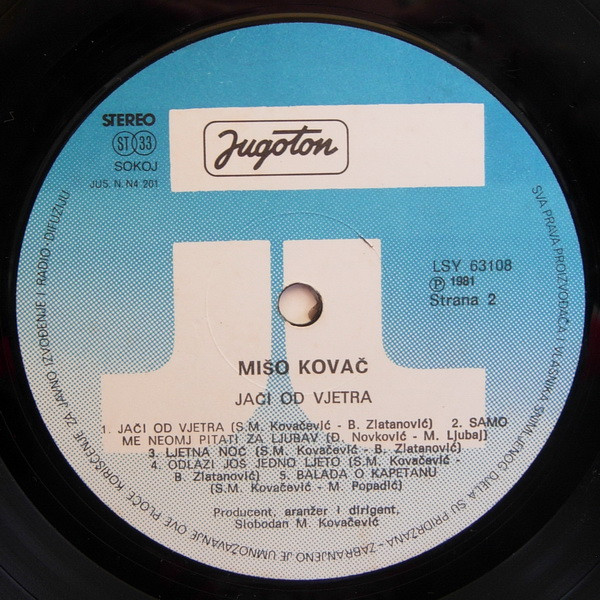 STEREO
ST 33
SOKOJ
JUS. N. N4 201
Jugoton
LSY 63108
Ⓟ 1981
Strana 2
MIŠO KOVAČ
JAČI OD VJETRA
1. JAČI OD VJETRA (S.M. Kovačević - B. Zlatanović) 2. SAMO
ME NEOMJ PITATI ZA LJUBAV (Đ. Novković - M. Ljubaj)
3. LJETNA NOĆ (S.M. Kovačević - B. Zlatanović)
4. ODLAZI JOŠ JEDNO LJETO (S.M. Kovačević -
B. Zlatanović) 5. BALADA O KAPETANU
(S.M. Kovačević - M. Popadić)
Producent, aranžer i dirigent,
Slobodan M. Kovačević
SVA PRAVA PROIZVOĐAČA I VLASNIKA SNIMLJENOG DJELA SU PRIDRŽANA - ZABRANJENO JE UMNOŽAVANJE OVE PLOČE, KORIŠĆENJE ZA JAVNO IZVOĐENJE I RADIO-DIFUZIJU